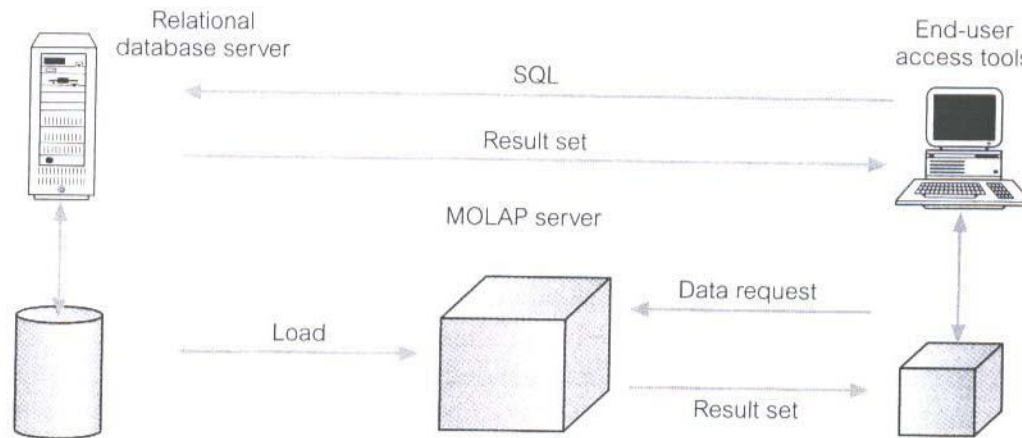 Relational
database server
End-user
access tools
SQL
Result set
MOLAP server
Data request
Load
Result set